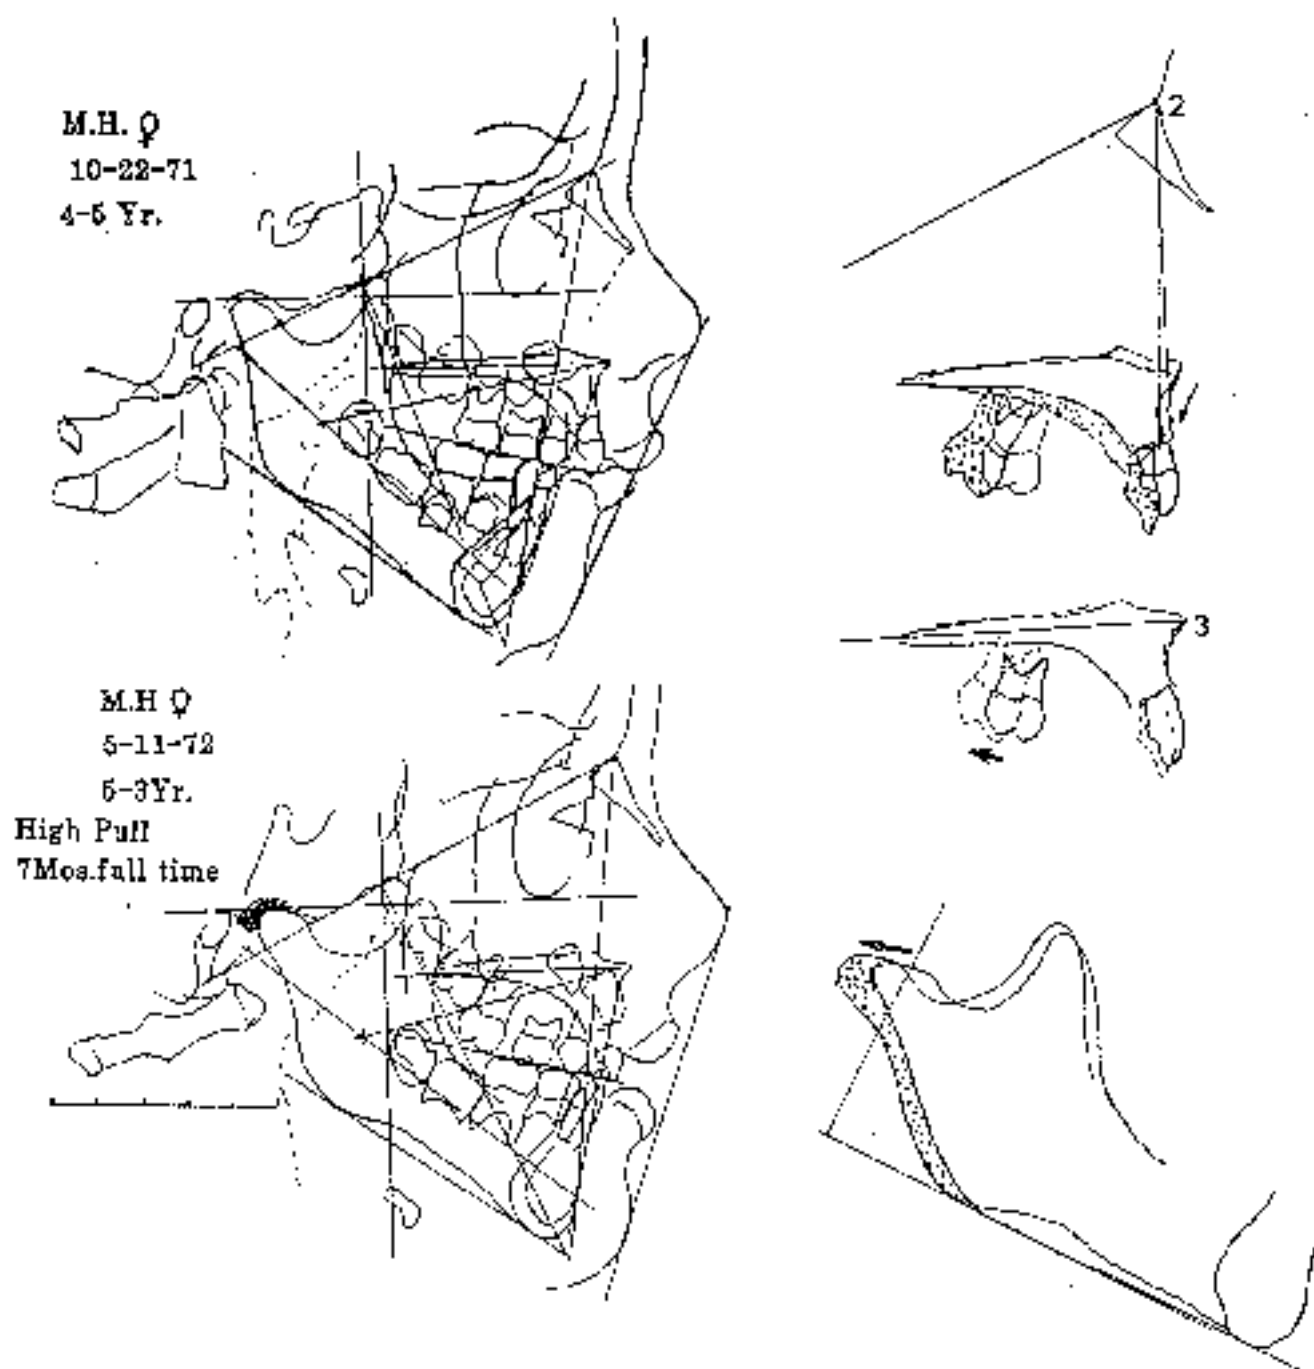 M.H. ♀
10-22-71
4-5 Yr.
2
3
M.H ♀
5-11-72
5-3Yr.
High Pull
7Mos.full time